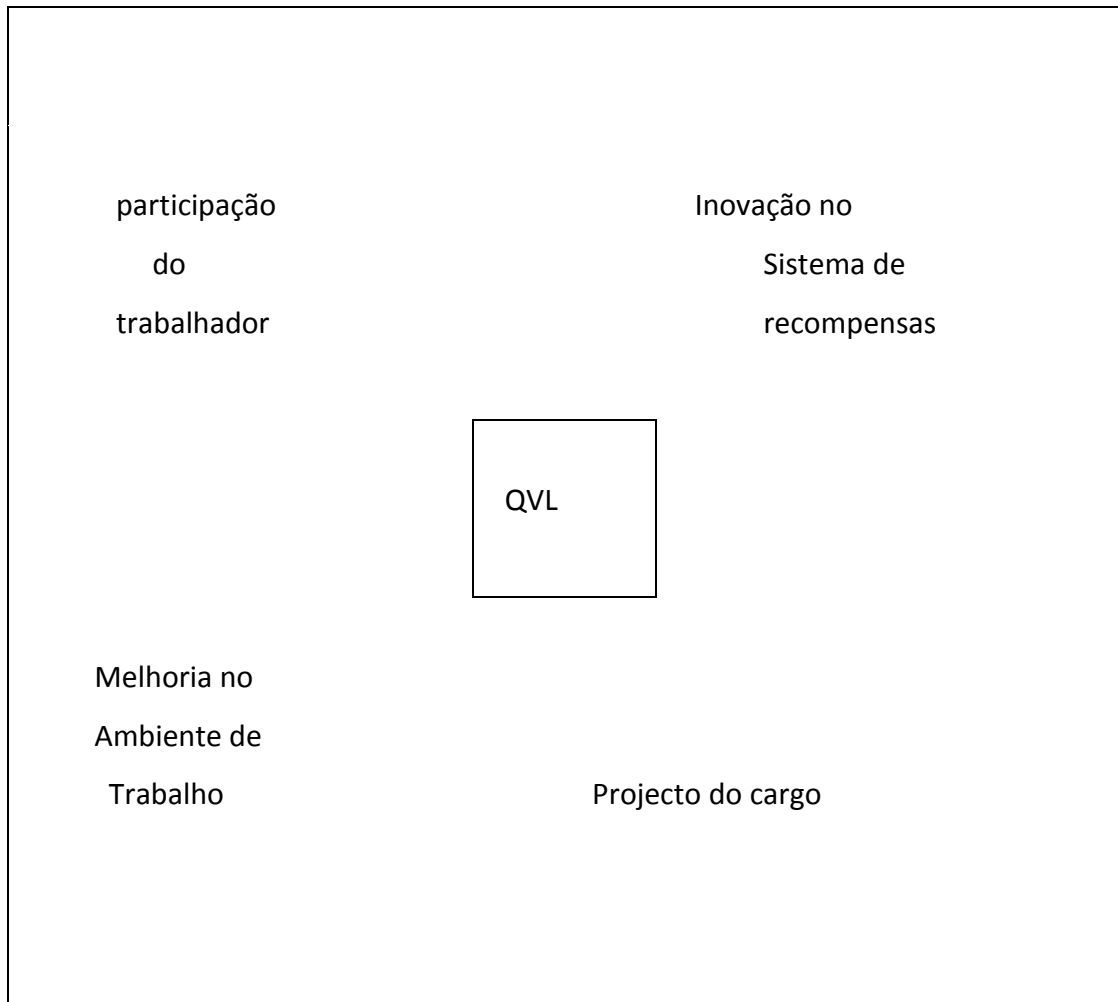 participação
do
trabalhador
Inovação no
Sistema de
recompensas
QVL
Melhoria no
Ambiente de
Trabalho
Projecto do cargo